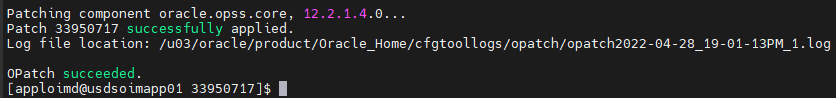 Patching component oracle.opss.core, 12.2.1.4.0...
Patch 33950717 successfully applied.
Log file location: /u03/oracle/product/Oracle_Home/cfgtoollogs/opatch/opatch2022-04-28_19-01-13PM_1.log
OPatch succeeded.
[apploimd@usdsoimapp01 33950717]$